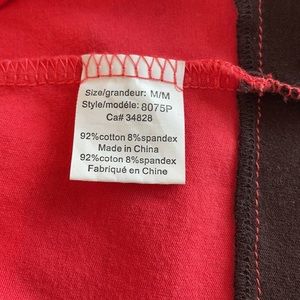 Size/grandeur: M/M
Style/modéle: 8075P
Ca# 34828
92%cotton 8%spandex
Made in China
92%coton 8%spandex
Fabriqué en Chine